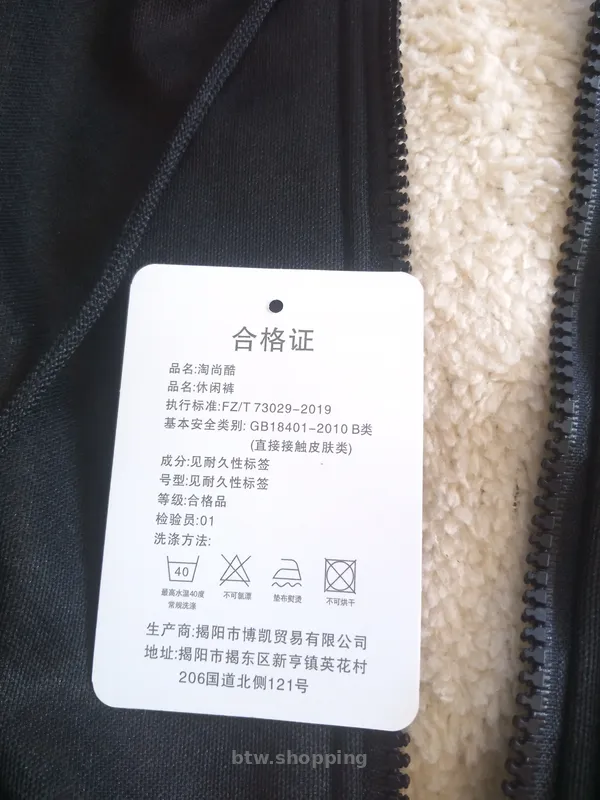 合格证
品名:淘尚酷
品名:休闲裤
执行标准:FZ/T 73029-2019
基本安全类别: GB18401-2010 B类
(直接接触皮肤类)
成分:见耐久性标签
号型:见耐久性标签
等级:合格品
检验员:01
洗涤方法:
40
最高水温40度
常规洗涤
不可氯漂
垫布熨烫
不可烘干
生产商:揭阳市博凯贸易有限公司
地址:揭阳市揭东区新亨镇英花村
206国道北侧121号
btw.shopping